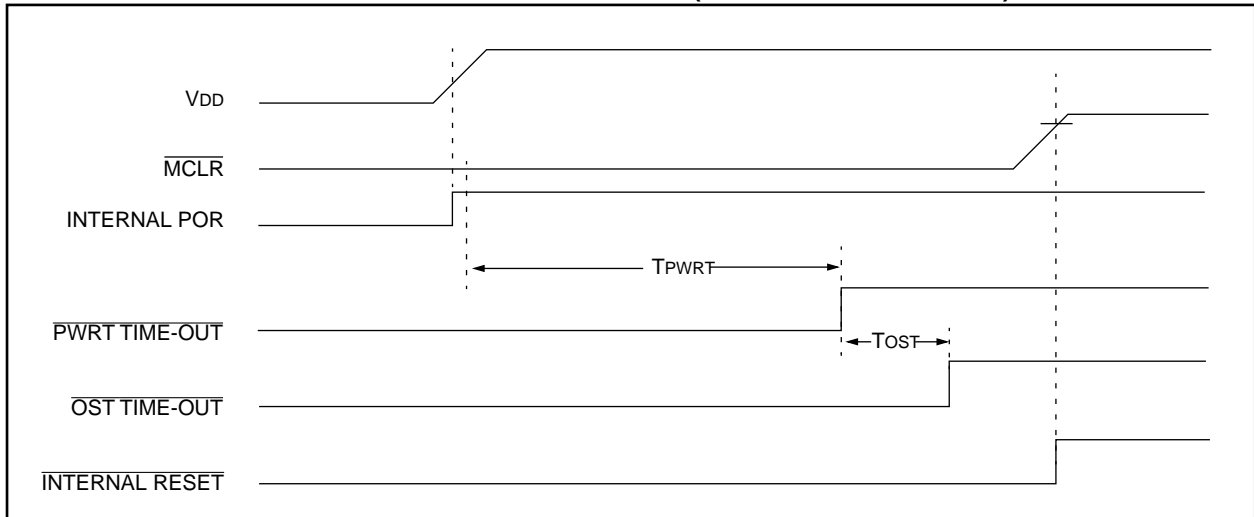 VDD
MCLR
INTERNAL POR
TPWRT
PWRT TIME-OUT
TOST
OST TIME-OUT
INTERNAL RESET